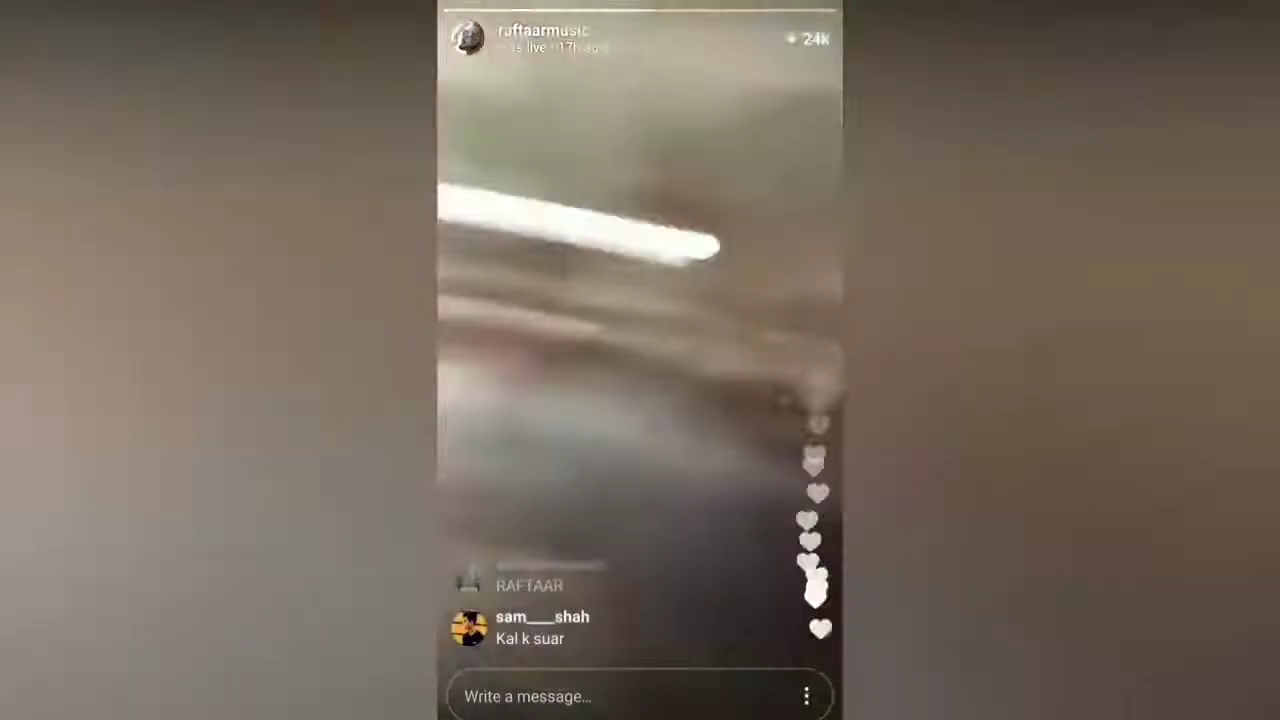 raftaarmusic
24k
RAFTAAR
sam___shah
Kal k suar
Write a message...